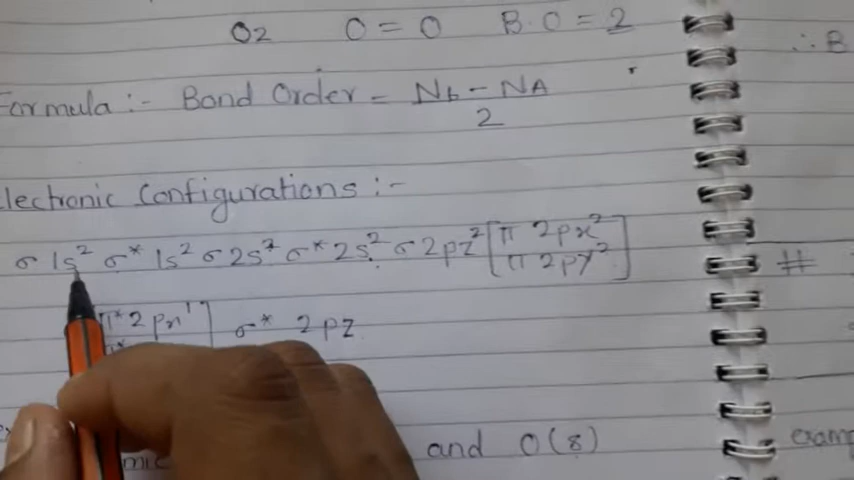 O2 O = O B.O = 2
Formula :- Bond Order = Nb - NA / 2
Electronic Configurations :-
σ 1s² σ* 1s² σ 2s² σ* 2s² σ 2pz² [π 2px²
π 2py²]
π* 2px¹] σ* 2pz
and O(8)
∴ B
#